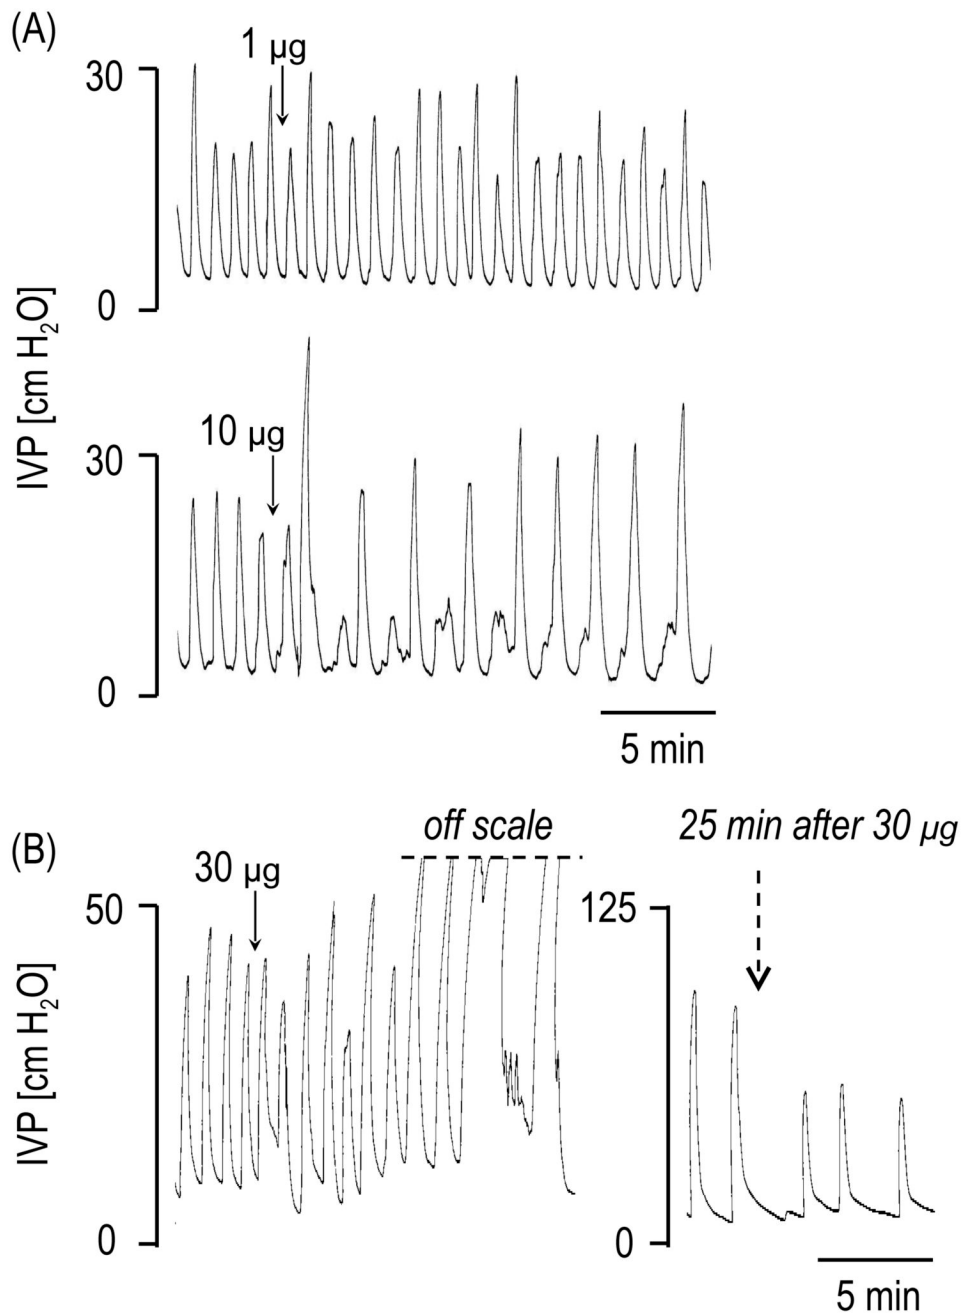 (A)
1 µg
30
0
IVP [cm H₂O]
10 µg
30
0
5 min
(B)
off scale
25 min after 30 µg
30 µg
50
125
IVP [cm H₂O]
0
0
5 min